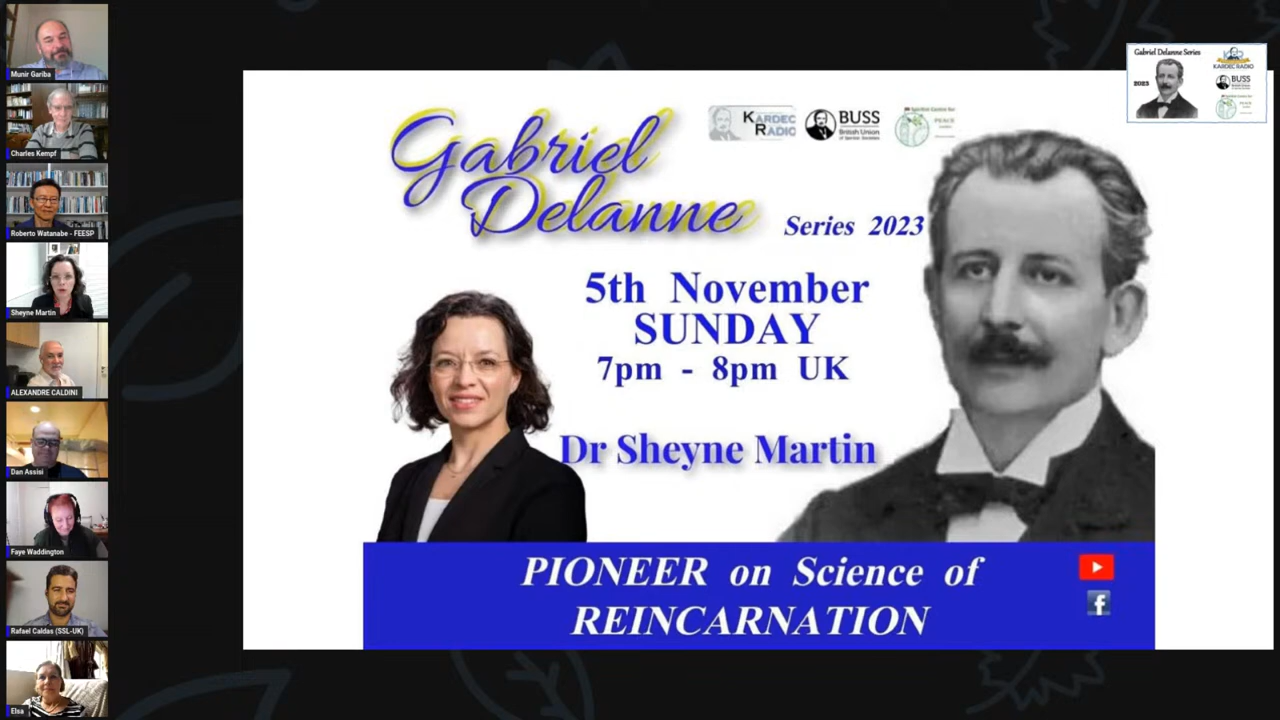 Munir Gariba
Charles Kempf
Roberto Watanabe - FEESP
Sheyne Martin
ALEXANDRE CALDINI
Dan Assisi
Faye Waddington
Rafael Caldas (SSL-UK)
Elsa
Gabriel
Delanne
Series 2023
KARDEC
RADIO
BUSS
British Union
of Spiritist Societies
5th November
SUNDAY
7pm - 8pm UK
Dr Sheyne Martin
PIONEER on Science of
REINCARNATION
Gabriel Delanne Series
2023
KARDEC RADIO
BUSS